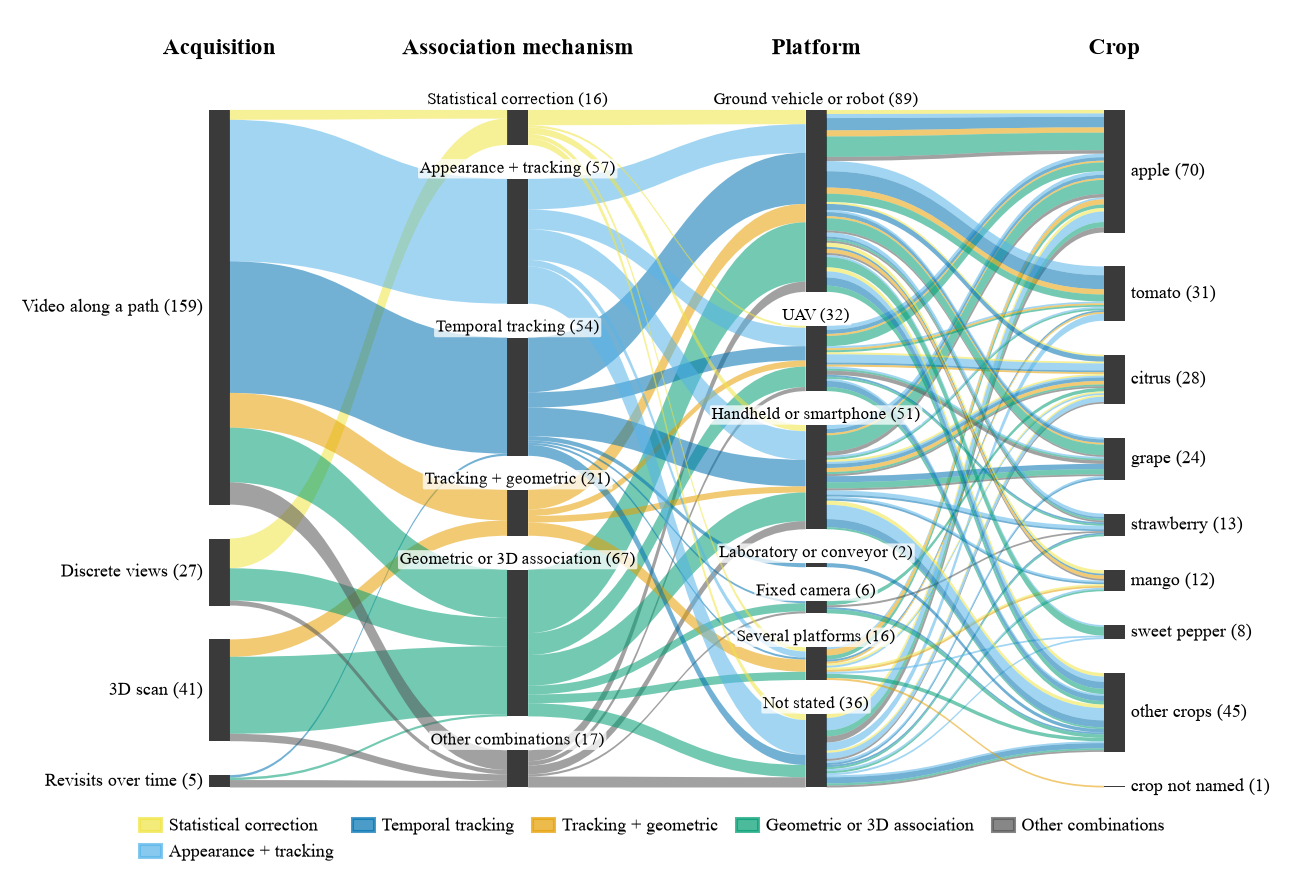 Acquisition
Association mechanism
Platform
Crop
Video along a path (159)
Discrete views (27)
3D scan (41)
Revisits over time (5)
Statistical correction (16)
Appearance + tracking (57)
Temporal tracking (54)
Tracking + geometric (21)
Geometric or 3D association (67)
Other combinations (17)
Ground vehicle or robot (89)
UAV (32)
Handheld or smartphone (51)
Laboratory or conveyor (2)
Fixed camera (6)
Several platforms (16)
Not stated (36)
apple (70)
tomato (31)
citrus (28)
grape (24)
strawberry (13)
mango (12)
sweet pepper (8)
other crops (45)
crop not named (1)
Statistical correction
Temporal tracking
Tracking + geometric
Geometric or 3D association
Other combinations
Appearance + tracking